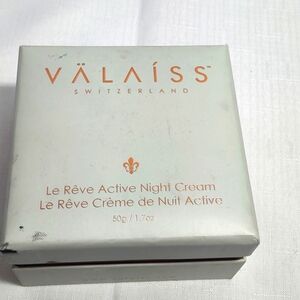 VÄLAÍSS™
SWITZERLAND
Le Rêve Active Night Cream
Le Rêve Crème de Nuit Active
50g / 1.7oz